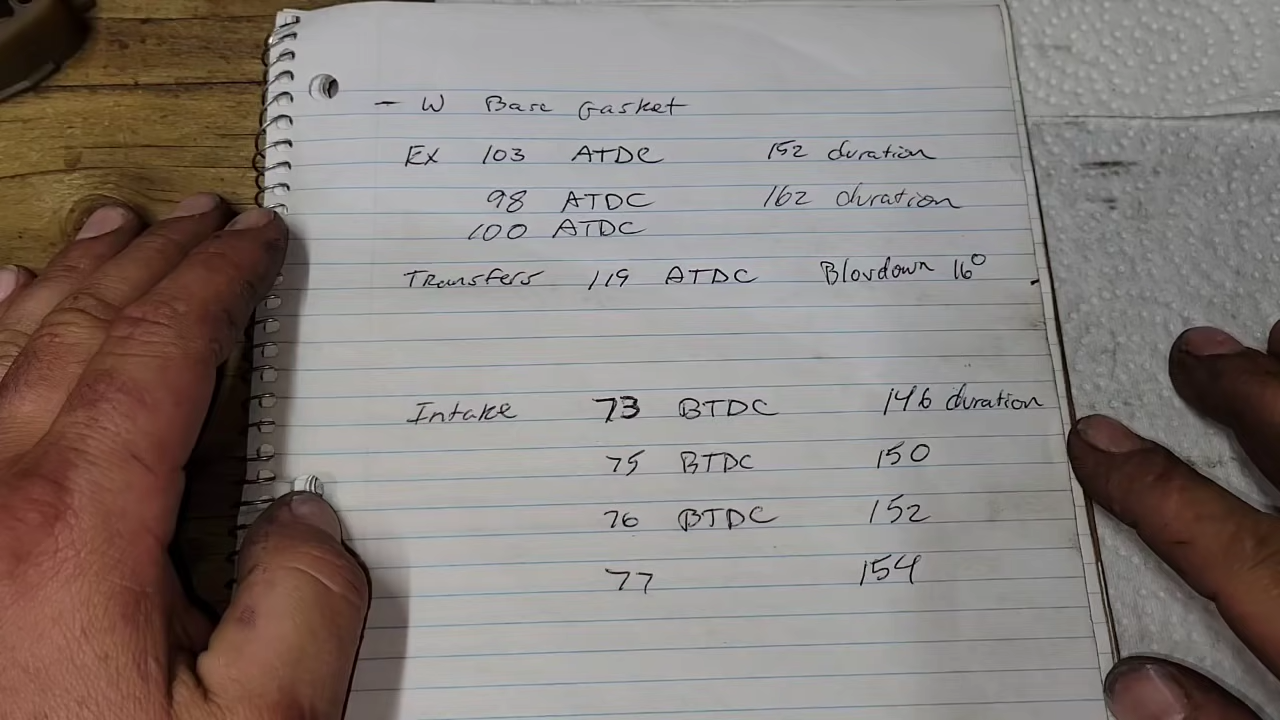 - W Base Gasket
Ex 103 ATDC 152 duration
98 ATDC 162 duration
100 ATDC
Transfers 119 ATDC Blowdown 16°
Intake 73 BTDC 146 duration
75 BTDC 150
76 BTDC 152
77 154